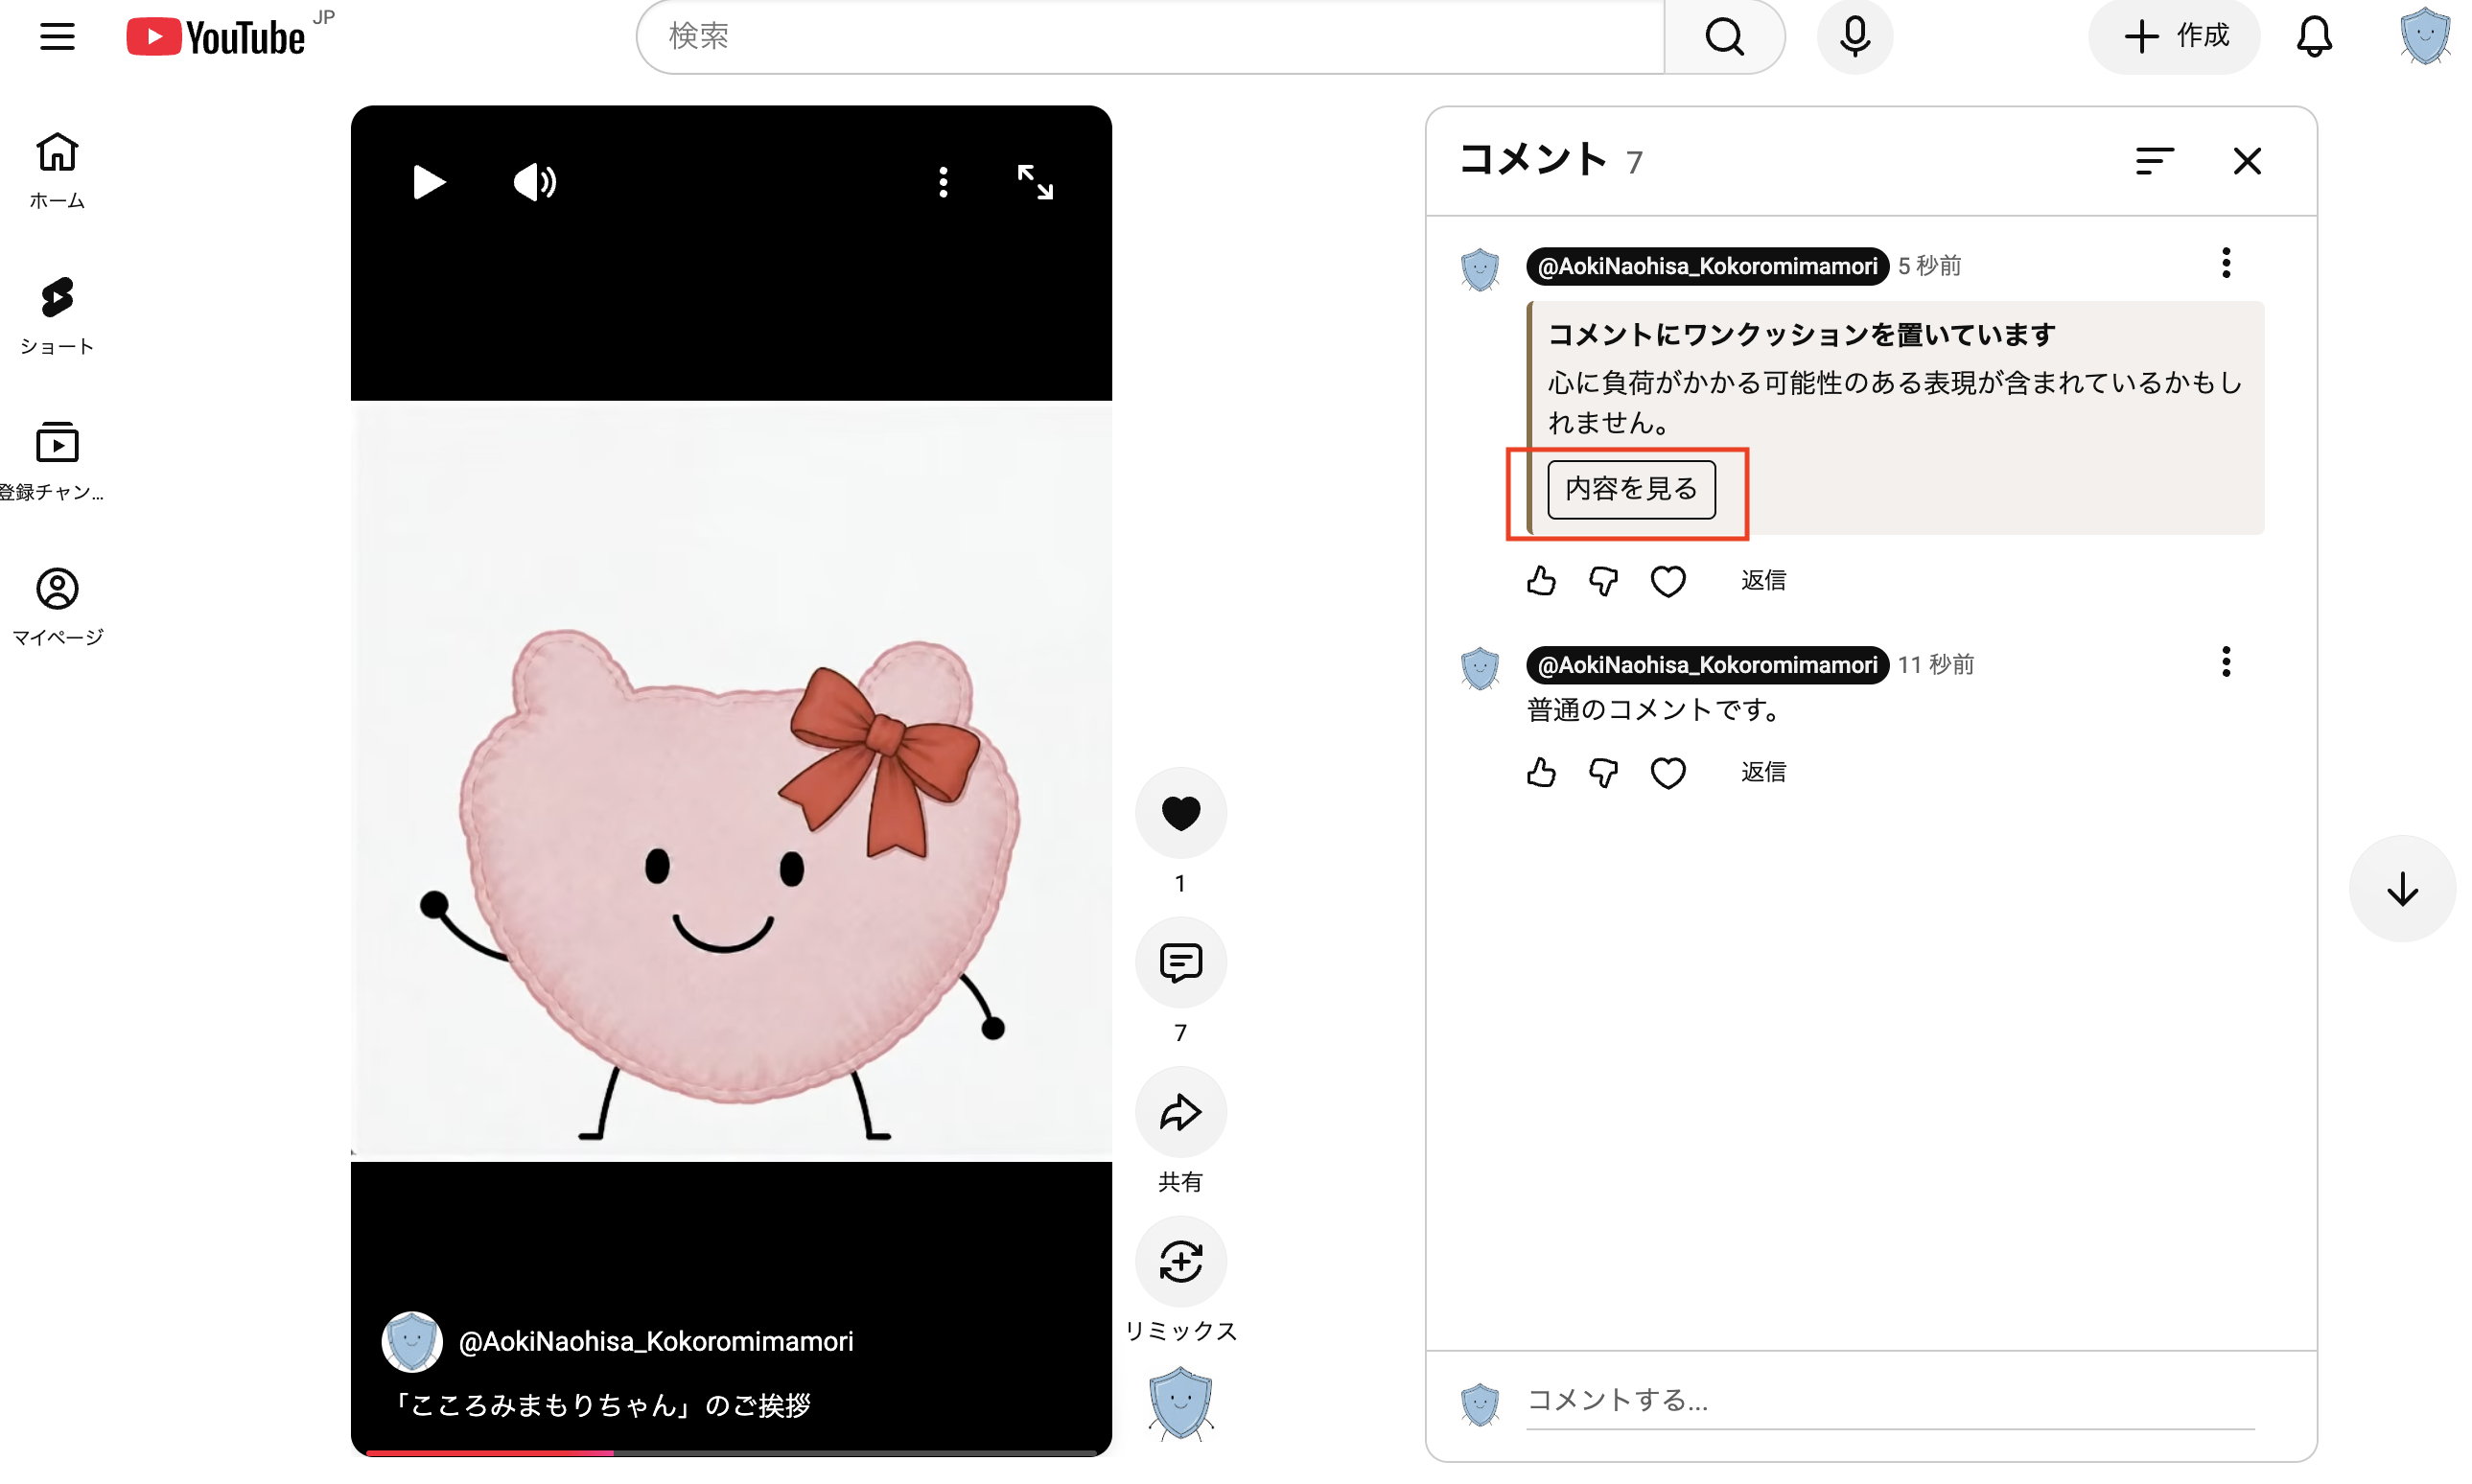 YouTube JP
検索
作成
ホーム
ショート
登録チャン...
マイページ
コメント 7
@AokiNaohisa_Kokoromimamori 5 秒前
コメントにワンクッションを置いています
心に負荷がかかる可能性のある表現が含まれているかもし
れません。
内容を見る
返信
@AokiNaohisa_Kokoromimamori 11 秒前
普通のコメントです。
返信
1
7
共有
リミックス
@AokiNaohisa_Kokoromimamori
「こころみまもりちゃん」のご挨拶
コメントする...